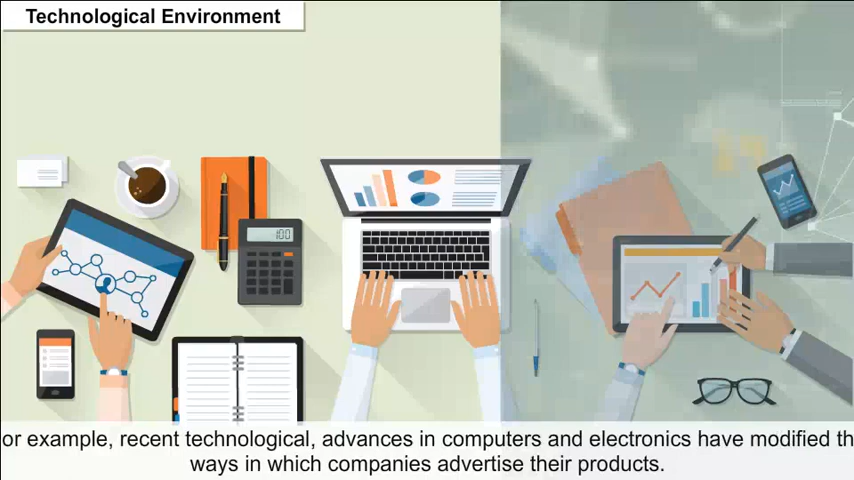 Technological Environment
100
or example, recent technological, advances in computers and electronics have modified th
ways in which companies advertise their products.